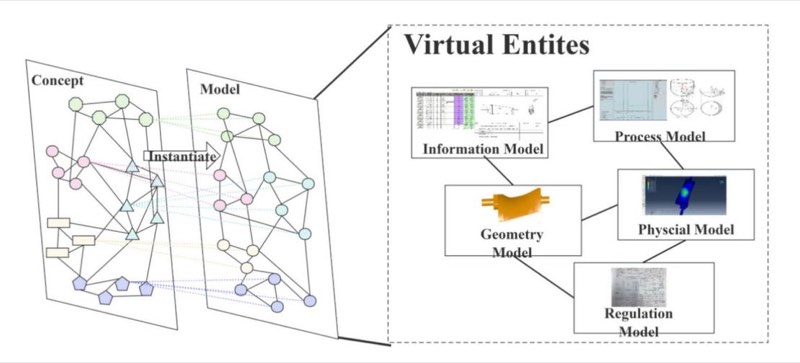 Virtual Entites
Concept
Model
Instantiate
Information Model
Process Model
Geometry
Model
Physcial Model
Regulation
Model